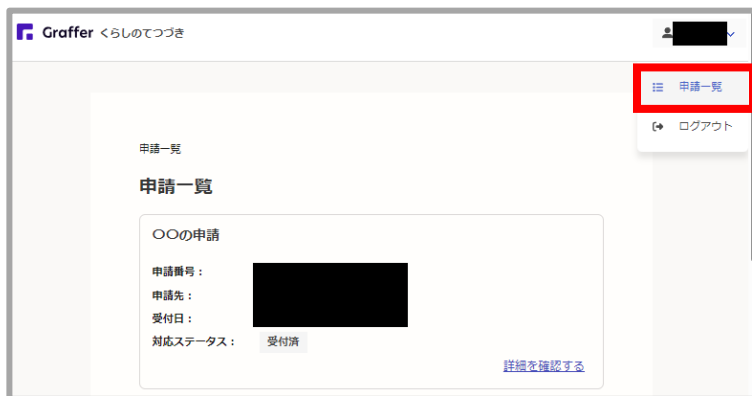 Graffer くらしのてつづき
申請一覧
ログアウト
申請一覧
申請一覧
〇〇の申請
申請番号：
申請先：
受付日：
対応ステータス： 受付済
詳細を確認する